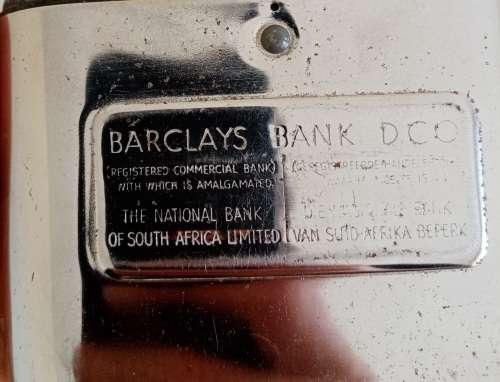 BARCLAYS BANK D.C.O
(REGISTERED COMMERCIAL BANK)
WITH WHICH IS AMALGAMATED
THE NATIONAL BANK
OF SOUTH AFRICA LIMITED
BANK
VAN SUID-AFRIKA BEPERK